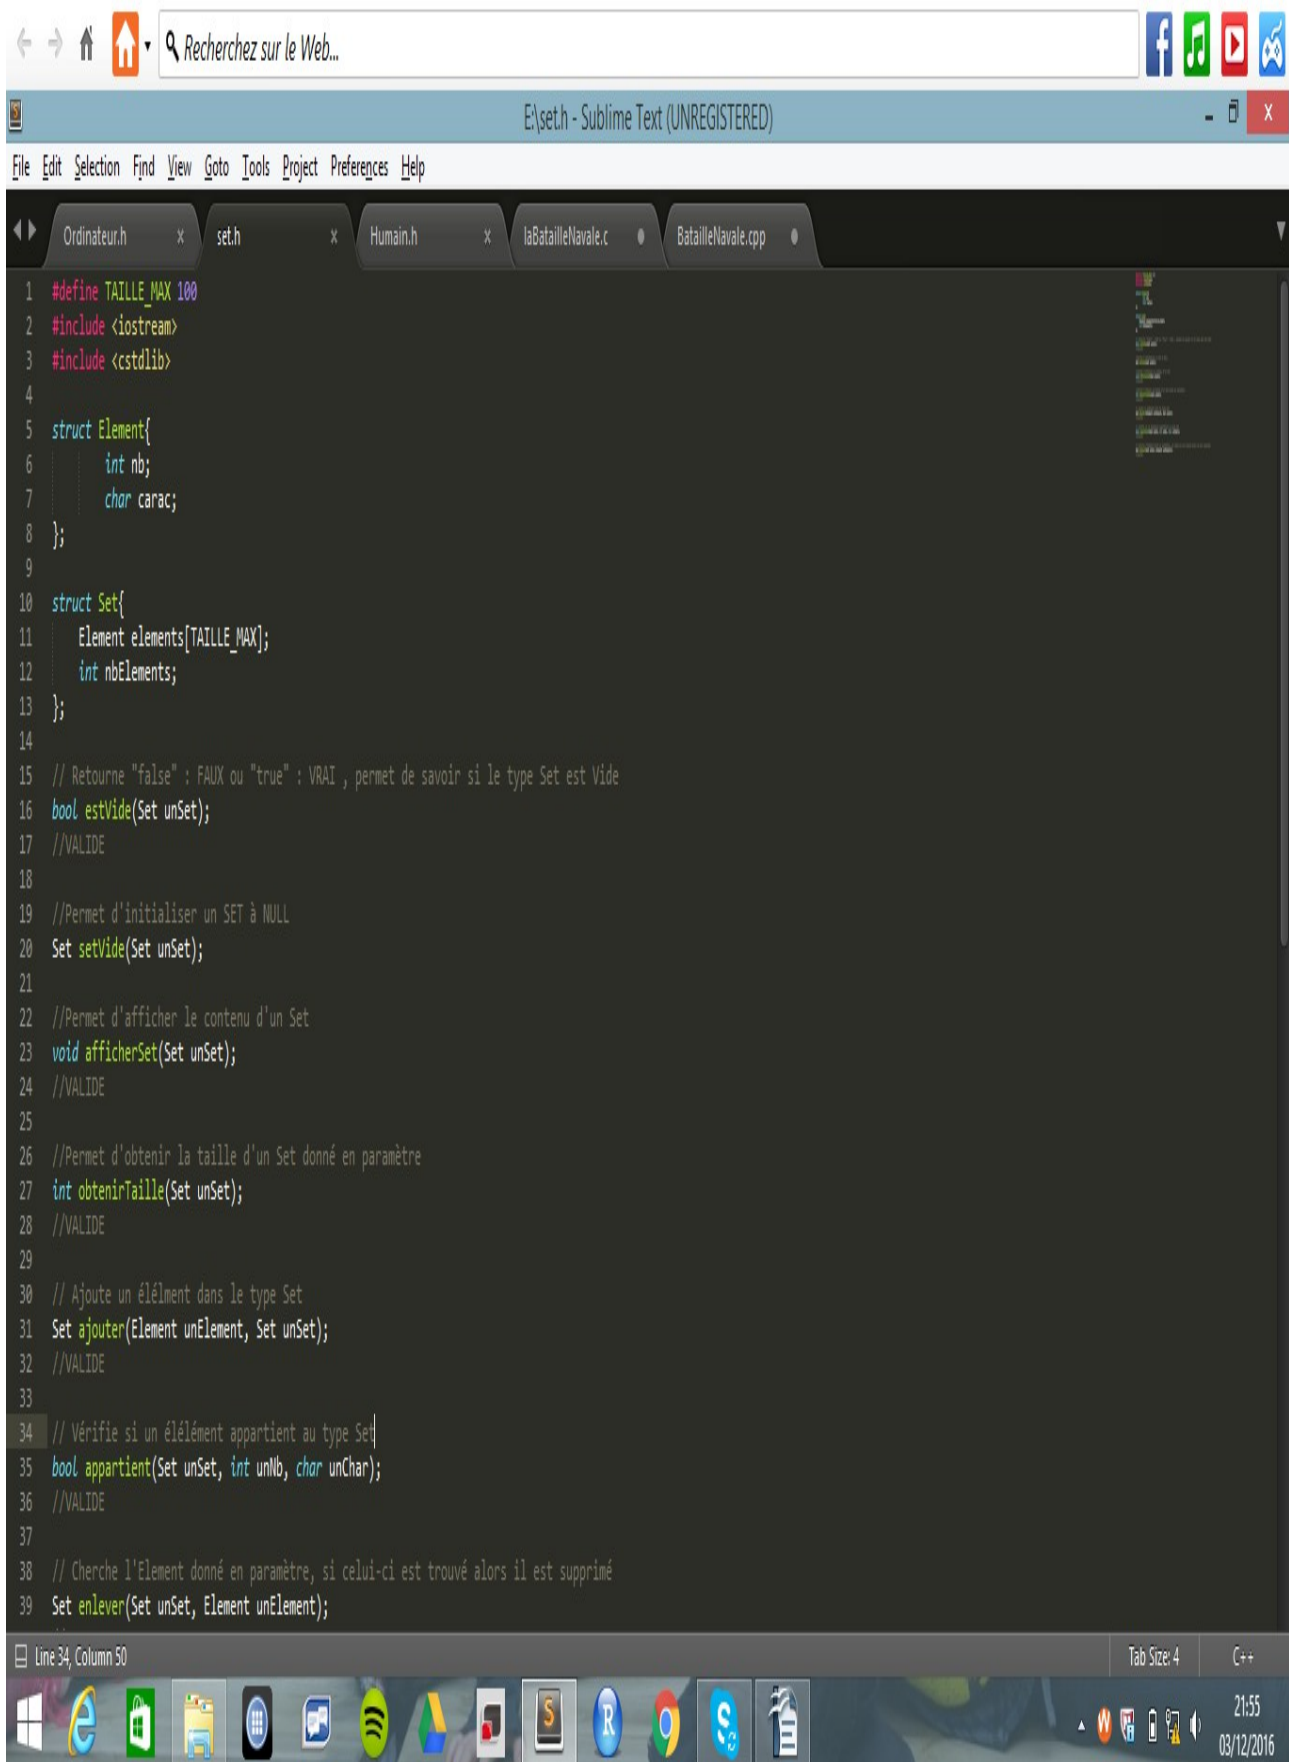 Recherchez sur le Web...
E:\set.h - Sublime Text (UNREGISTERED)
File Edit Selection Find View Goto Tools Project Preferences Help
Ordinateur.h set.h Humain.h laBatailleNavale.c BatailleNavale.cpp
1 #define TAILLE_MAX 100
2 #include <iostream>
3 #include <cstdlib>
4
5 struct Element{
6 int nb;
7 char carac;
8 };
9
10 struct Set{
11 Element elements[TAILLE_MAX];
12 int nbElements;
13 };
14
15 // Retourne "false" : FAUX ou "true" : VRAI , permet de savoir si le type Set est Vide
16 bool estVide(Set unSet);
17 //VALIDE
18
19 //Permet d'initialiser un SET à NULL
20 Set setVide(Set unSet);
21
22 //Permet d'afficher le contenu d'un Set
23 void afficherSet(Set unSet);
24 //VALIDE
25
26 //Permet d'obtenir la taille d'un Set donné en paramètre
27 int obtenirTaille(Set unSet);
28 //VALIDE
29
30 // Ajoute un élélment dans le type Set
31 Set ajouter(Element unElement, Set unSet);
32 //VALIDE
33
34 // Vérifie si un élélément appartient au type Set
35 bool appartient(Set unSet, int unNb, char unChar);
36 //VALIDE
37
38 // Cherche l'Element donné en paramètre, si celui-ci est trouvé alors il est supprimé
39 Set enlever(Set unSet, Element unElement);
Line 34, Column 50 Tab Size: 4 C++
21:55
03/12/2016